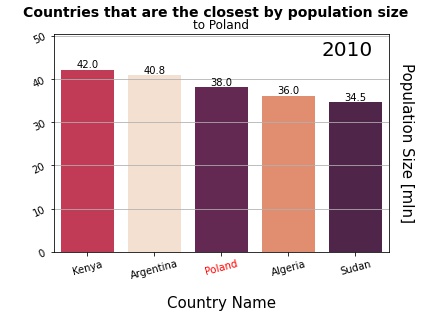 Countries that are the closest by population size
to Poland
2010
50
40
30
20
10
0
42.0
40.8
38.0
36.0
34.5
Kenya
Argentina
Poland
Algeria
Sudan
Country Name
Population Size [mln]